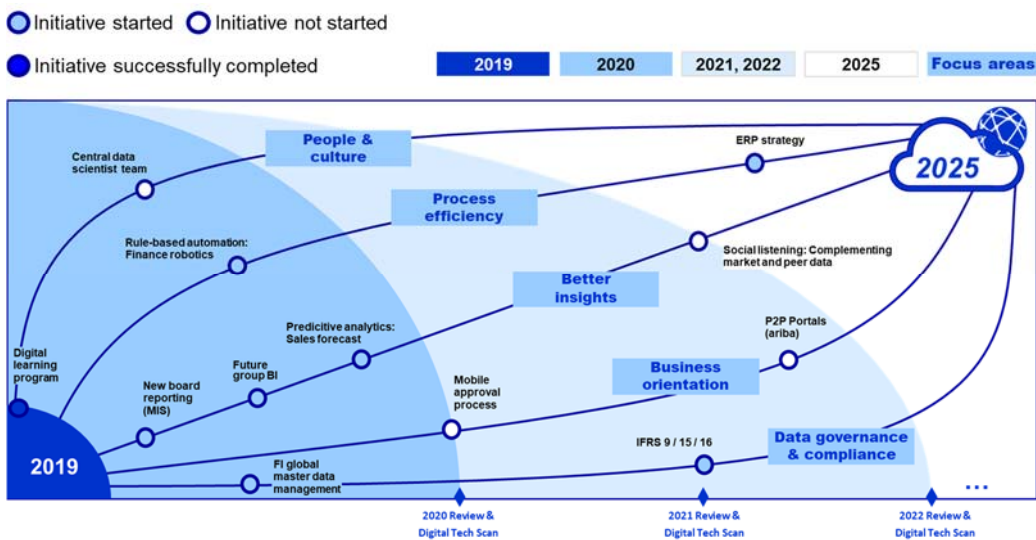 Initiative started
Initiative not started
Initiative successfully completed
2019
2020
2021, 2022
2025
Focus areas
People &
culture
ERP strategy
Central data
scientist team
2025
Process
efficiency
Rule-based automation:
Finance robotics
Social listening: Complementing
market and peer data
Better
insights
Predicitive analytics:
Sales forecast
P2P Portals
(ariba)
Digital
learning
program
Future
group BI
Business
orientation
New board
reporting
(MIS)
Mobile
approval
process
IFRS 9 / 15 / 16
Data governance
& compliance
2019
FI global
master data
management
...
2020 Review &
Digital Tech Scan
2021 Review &
Digital Tech Scan
2022 Review &
Digital Tech Scan